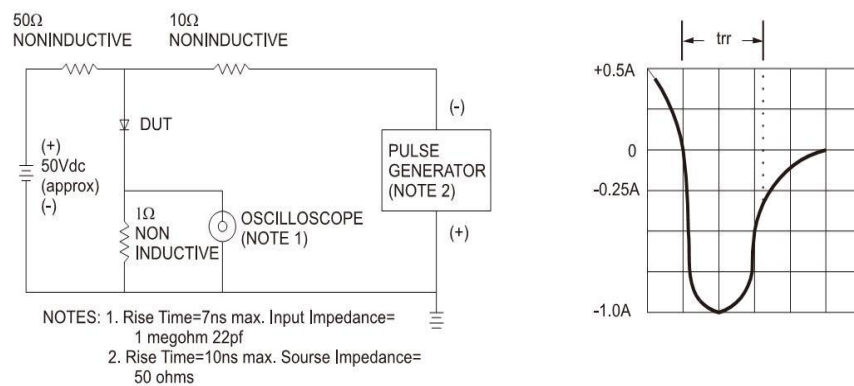 50Ω
NONINDUCTIVE
10Ω
NONINDUCTIVE
DUT
(+)
50Vdc
(approx)
(-)
1Ω
NON
INDUCTIVE
OSCILLOSCOPE
(NOTE 1)
(-)
PULSE
GENERATOR
(NOTE 2)
(+)
NOTES: 1. Rise Time=7ns max. Input Impedance=
1 megohm 22pf
2. Rise Time=10ns max. Sourse Impedance=
50 ohms
trr
+0.5A
0
-0.25A
-1.0A